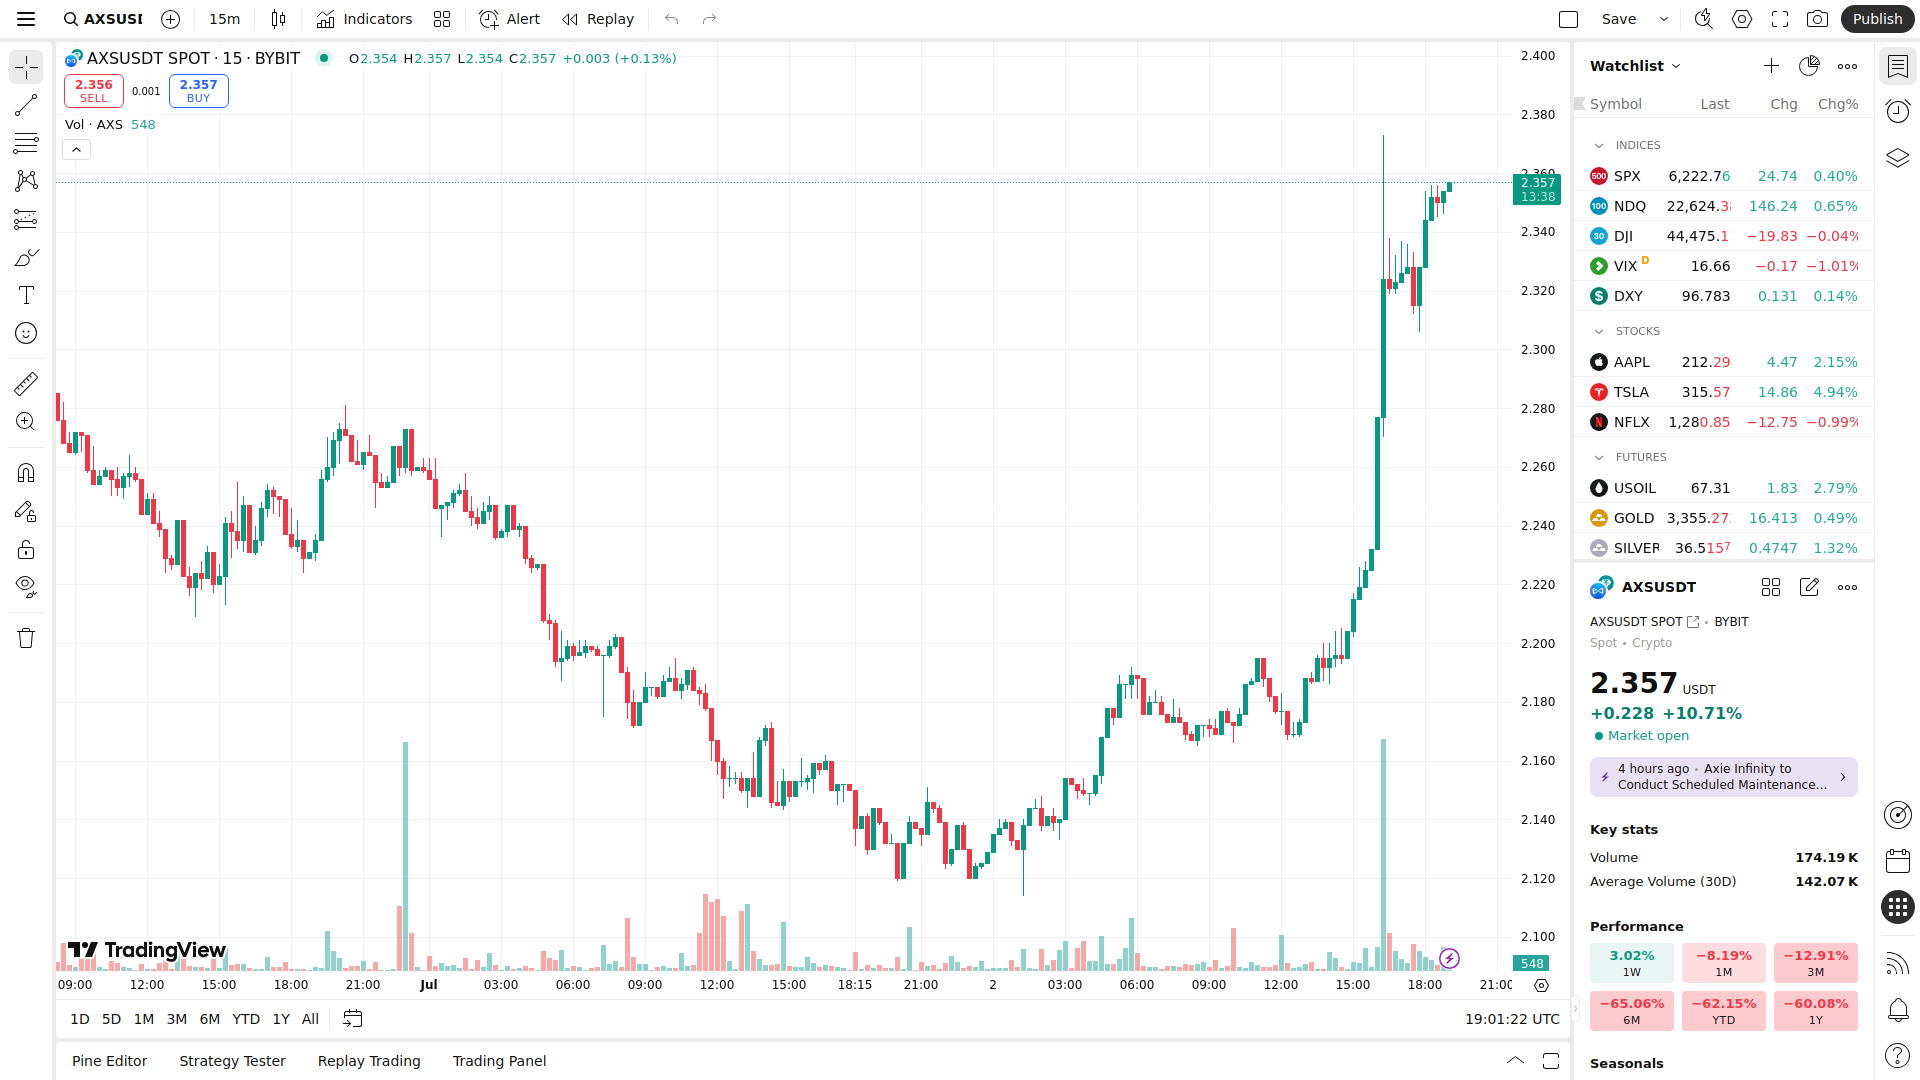 AXSUSD
15m
Indicators
Alert
Replay
Save
Publish
AXSUSDT SPOT · 15 · BYBIT
O2.354 H2.357 L2.354 C2.357 +0.003 (+0.13%)
2.356
SELL
0.001
2.357
BUY
Vol · AXS 548
2.400
2.380
2.360
2.357
13:38
2.340
2.320
2.300
2.280
2.260
2.240
2.220
2.200
2.180
2.160
2.140
2.120
2.100
548
TradingView
09:00 12:00 15:00 18:00 21:00 Jul 03:00 06:00 09:00 12:00 15:00 18:15 21:00 2 03:00 06:00 09:00 12:00 15:00 18:00 21:00
1D 5D 1M 3M 6M YTD 1Y All
19:01:22 UTC
Pine Editor Strategy Tester Replay Trading Trading Panel
Watchlist
Symbol Last Chg Chg%
INDICES
500 SPX 6,222.76 24.74 0.40%
100 NDQ 22,624.38 146.24 0.65%
30 DJI 44,475.1 −19.83 −0.04%
VIX D 16.66 −0.17 −1.01%
DXY 96.783 0.131 0.14%
STOCKS
AAPL 212.29 4.47 2.15%
TSLA 315.57 14.86 4.94%
NFLX 1,280.85 −12.75 −0.99%
FUTURES
USOIL 67.31 1.83 2.79%
GOLD 3,355.27 16.413 0.49%
SILVER 36.5157 0.4747 1.32%
AXSUSDT
AXSUSDT SPOT • BYBIT
Spot • Crypto
2.357 USDT
+0.228 +10.71%
Market open
4 hours ago • Axie Infinity to
Conduct Scheduled Maintenance...
Key stats
Volume 174.19 K
Average Volume (30D) 142.07 K
Performance
3.02% −8.19% −12.91%
1W 1M 3M
−65.06% −62.15% −60.08%
6M YTD 1Y
Seasonals